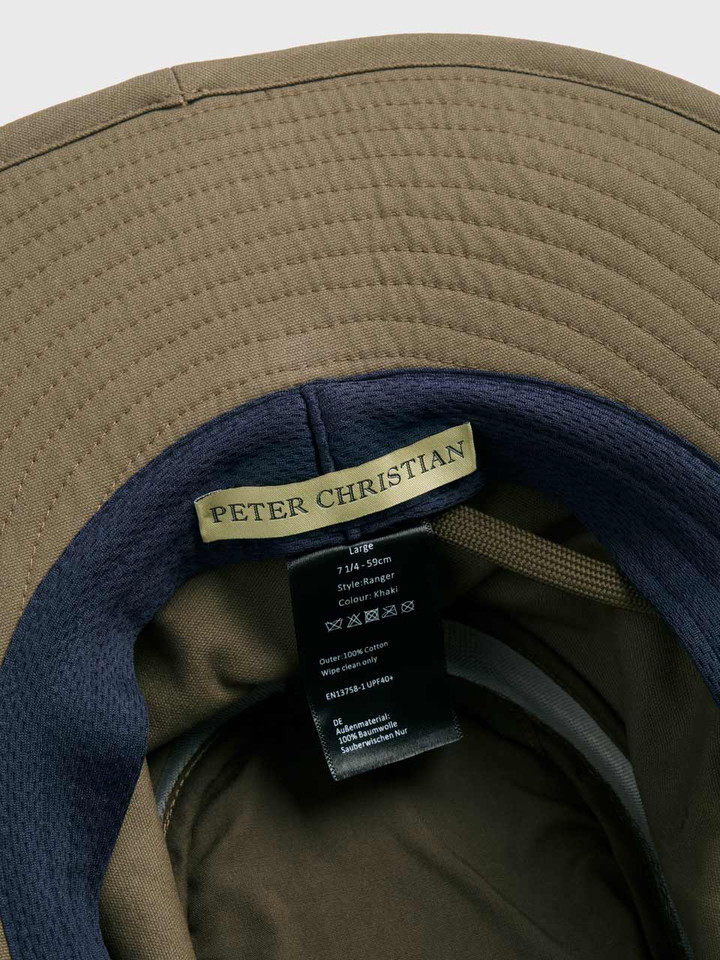 PETER CHRISTIAN
Large
7 1/4 - 59cm
Style:Ranger
Colour: Khaki
Outer:100% Cotton
Wipe clean only
EN13758-1 UPF40+
DE
Außenmaterial:
100% Baumwolle
Sauberwischen Nur